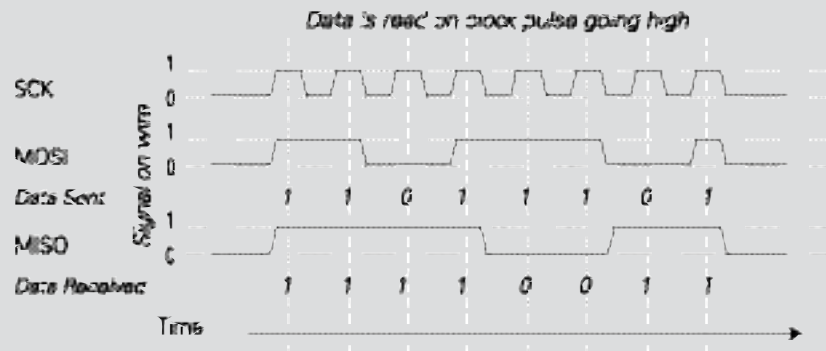 Data is read on clock pulse going high
SCK
1
0
Signal on wire
MOSI
1
0
Data Sent 1 1 0 1 1 1 0 1
MISO
1
0
Data Received 1 1 1 1 0 0 1 1
Time